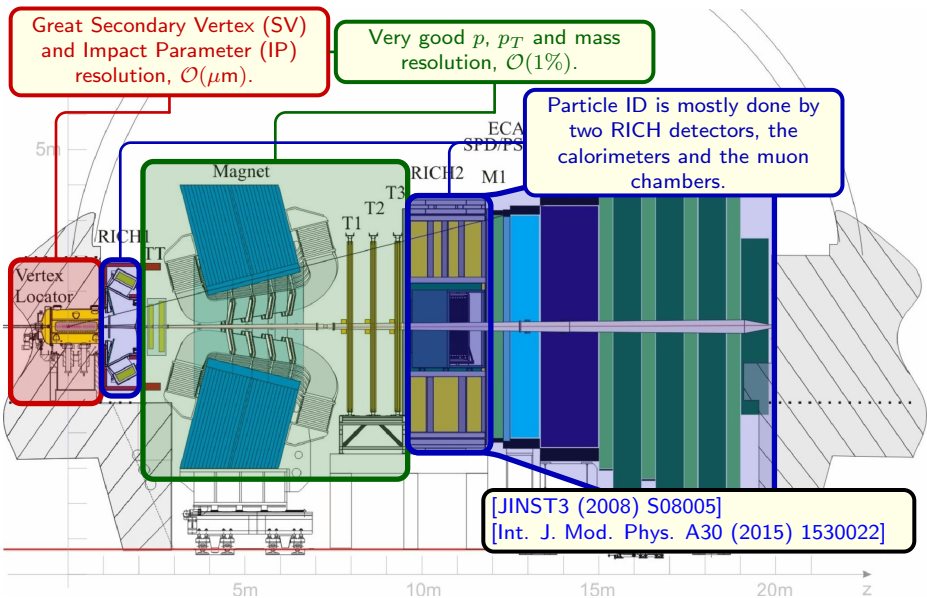 Great Secondary Vertex (SV)
and Impact Parameter (IP)
resolution, O(μm).
Very good p, p_T and mass
resolution, O(1%).
Particle ID is mostly done by
two RICH detectors, the
calorimeters and the muon
chambers.
ECA
SPD/PS
5m
Magnet
RICH2
M1
T3
T2
T1
RICH1
TT
Vertex
Locator
[JINST3 (2008) S08005]
[Int. J. Mod. Phys. A30 (2015) 1530022]
5m
10m
15m
20m
z